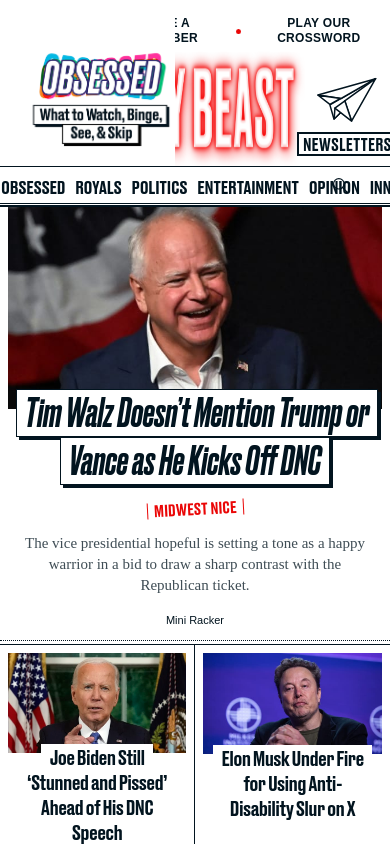 E A
BER
PLAY OUR
CROSSWORD
OBSESSED
What to Watch, Binge,
See, & Skip
Y BEAST
NEWSLETTERS
OBSESSED ROYALS POLITICS ENTERTAINMENT OPINION INN
Tim Walz Doesn't Mention Trump or
Vance as He Kicks Off DNC
MIDWEST NICE
The vice presidential hopeful is setting a tone as a happy
warrior in a bid to draw a sharp contrast with the
Republican ticket.
Mini Racker
Joe Biden Still
‘Stunned and Pissed’
Ahead of His DNC
Speech
Elon Musk Under Fire
for Using Anti-
Disability Slur on X